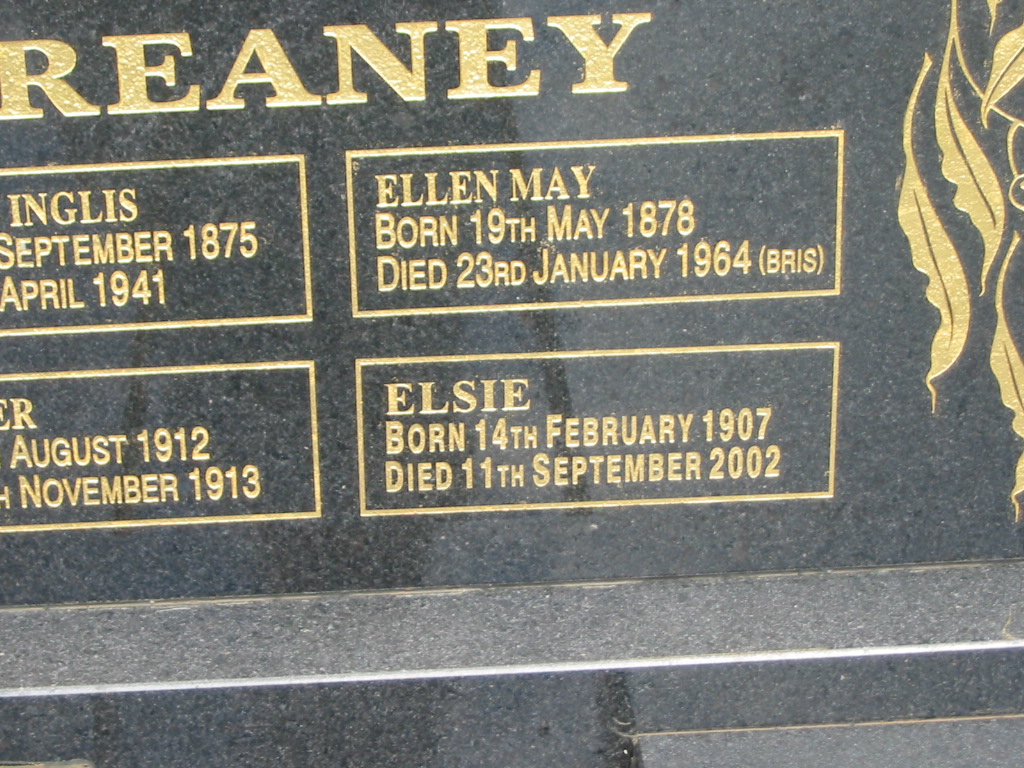 REANEY
INGLIS
SEPTEMBER 1875
APRIL 1941
ELLEN MAY
BORN 19TH MAY 1878
DIED 23RD JANUARY 1964 (BRIS)
ER
AUGUST 1912
H NOVEMBER 1913
ELSIE
BORN 14TH FEBRUARY 1907
DIED 11TH SEPTEMBER 2002